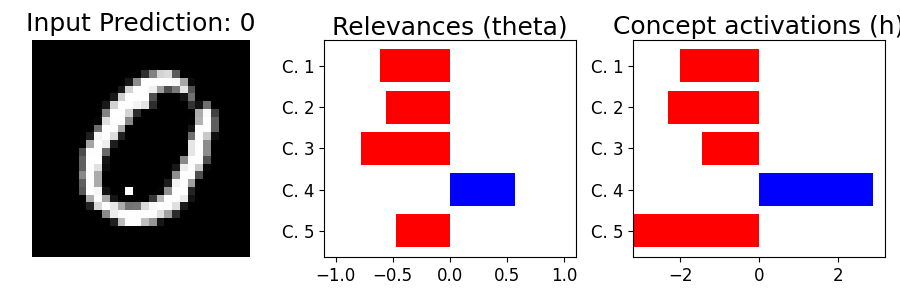 Input Prediction: 0
Relevances (theta)
Concept activations (h)
C. 1
C. 2
C. 3
C. 4
C. 5
−1.0 −0.5 0.0 0.5 1.0
C. 1
C. 2
C. 3
C. 4
C. 5
−2 0 2